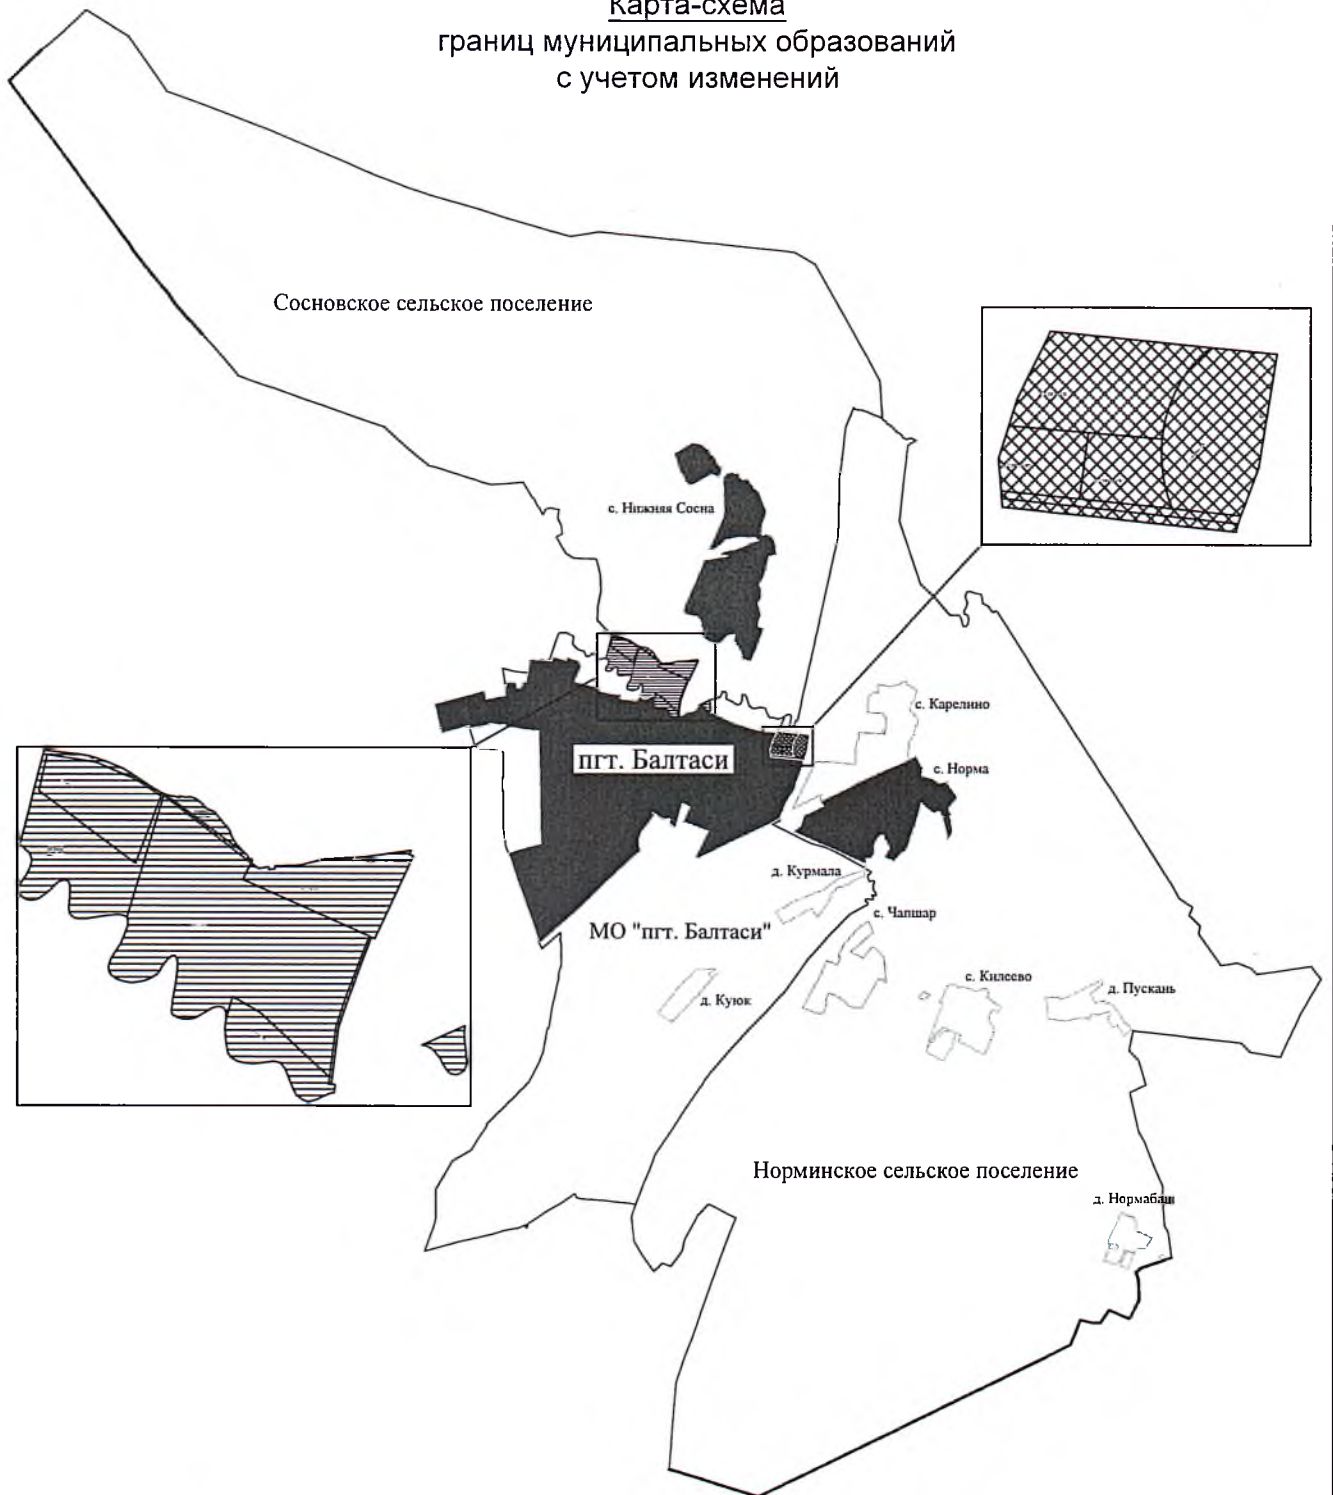 Карта-схема
границ муниципальных образований
с учетом изменений
Сосновское сельское поселение
с. Нижняя Сосна
с. Карелино
пгт. Балтаси
с. Норма
д. Курмала
с. Чапшар
МО "пгт. Балтаси"
с. Килеево
д. Пускань
д. Куюк
Норминское сельское поселение
д. Нормабаш